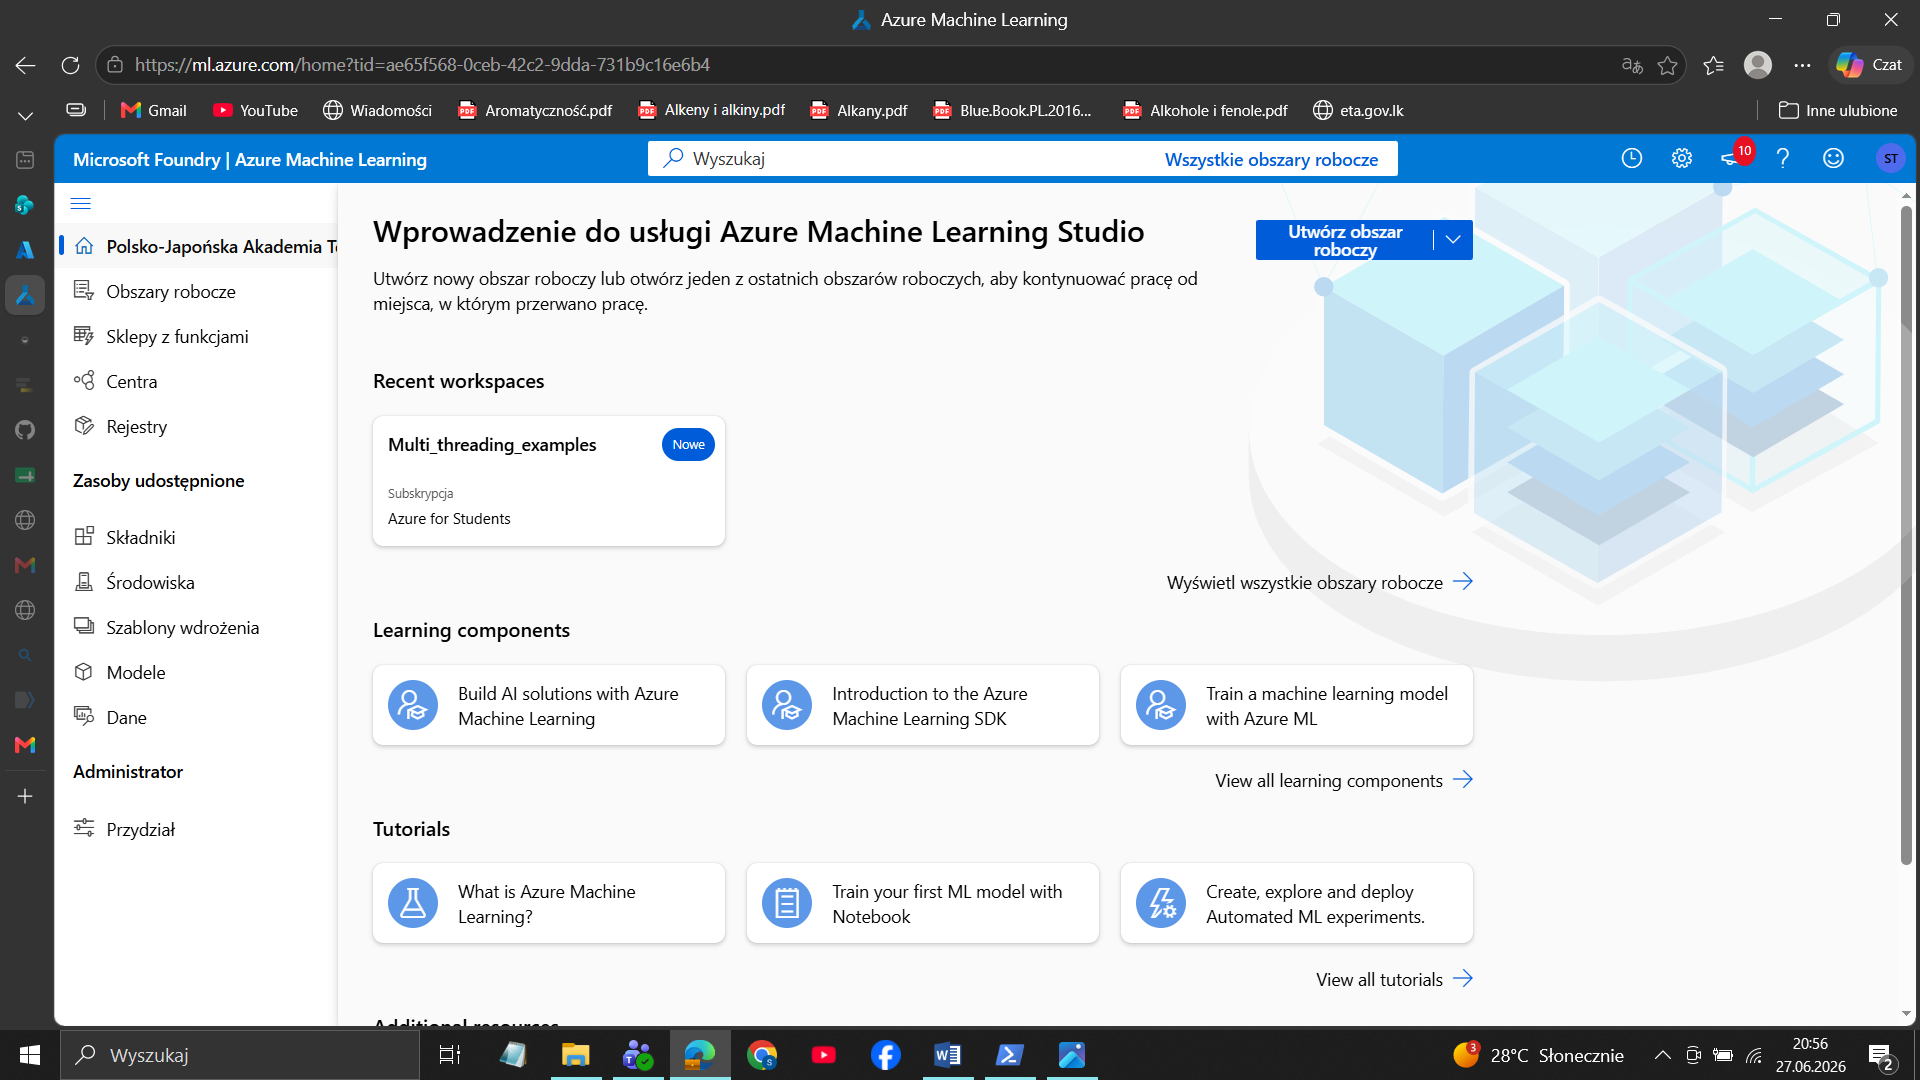 Azure Machine Learning
https://ml.azure.com/home?tid=ae65f568-0ceb-42c2-9dda-731b9c16e6b4
Czat
Gmail
YouTube
Wiadomości
Aromatyczność.pdf
Alkeny i alkiny.pdf
Alkany.pdf
Blue.Book.PL.2016...
Alkohole i fenole.pdf
eta.gov.lk
Inne ulubione
Microsoft Foundry | Azure Machine Learning
Wyszukaj
Wszystkie obszary robocze
10
ST
Polsko-Japońska Akademia Te
Obszary robocze
Sklepy z funkcjami
Centra
Rejestry
Zasoby udostępnione
Składniki
Środowiska
Szablony wdrożenia
Modele
Dane
Administrator
Przydział
Wprowadzenie do usługi Azure Machine Learning Studio
Utwórz obszar
roboczy
Utwórz nowy obszar roboczy lub otwórz jeden z ostatnich obszarów roboczych, aby kontynuować pracę od
miejsca, w którym przerwano pracę.
Recent workspaces
Multi_threading_examples
Nowe
Subskrypcja
Azure for Students
Wyświetl wszystkie obszary robocze
Learning components
Build AI solutions with Azure
Machine Learning
Introduction to the Azure
Machine Learning SDK
Train a machine learning model
with Azure ML
View all learning components
Tutorials
What is Azure Machine
Learning?
Train your first ML model with
Notebook
Create, explore and deploy
Automated ML experiments.
View all tutorials
Additional resources
Wyszukaj
3
28°C Słonecznie
20:56
27.06.2026
2